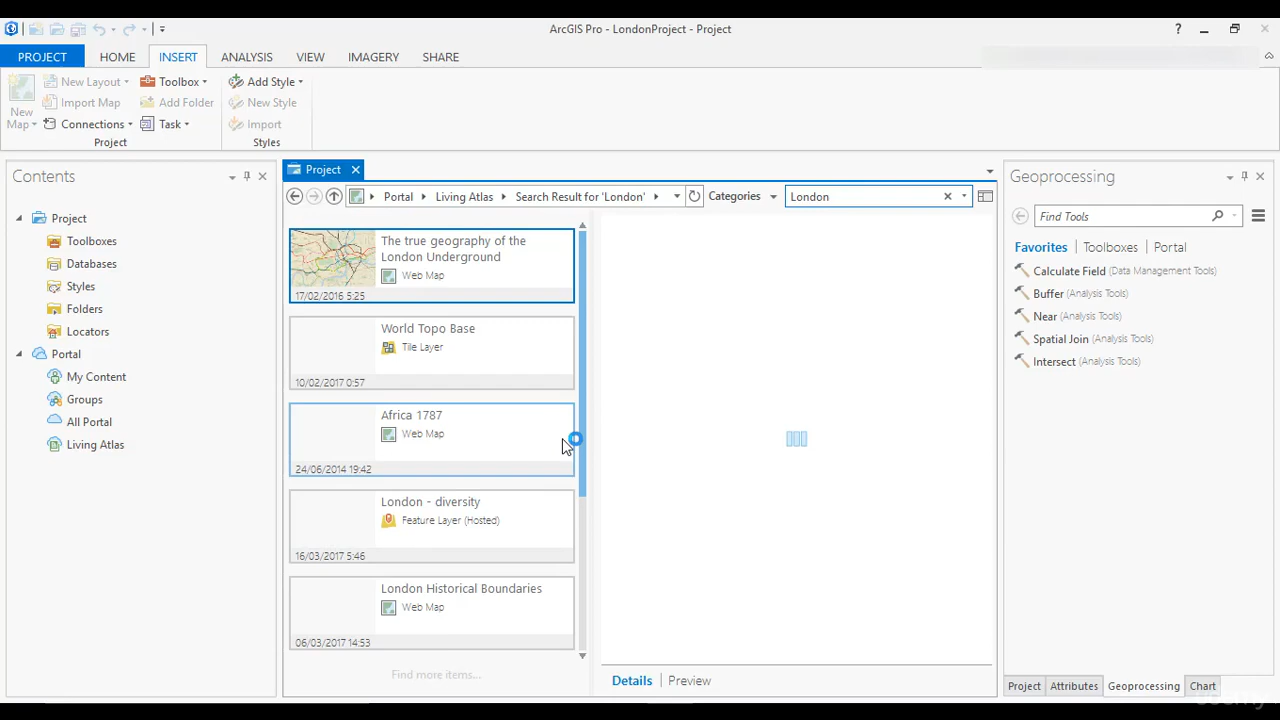 ArcGIS Pro - LondonProject - Project
?
PROJECT HOME INSERT ANALYSIS VIEW IMAGERY SHARE
New Map
New Layout
Import Map
Connections
Toolbox
Add Folder
Task
Project
Add Style
New Style
Import
Styles
Contents
Project
Toolboxes
Databases
Styles
Folders
Locators
Portal
My Content
Groups
All Portal
Living Atlas
Project
Portal Living Atlas Search Result for 'London' Categories London
The true geography of the
London Underground
Web Map
17/02/2016 5:25
World Topo Base
Tile Layer
10/02/2017 0:57
Africa 1787
Web Map
24/06/2014 19:42
London - diversity
Feature Layer (Hosted)
16/03/2017 5:46
London Historical Boundaries
Web Map
06/03/2017 14:53
Find more items...
Details Preview
Geoprocessing
Find Tools
Favorites Toolboxes Portal
Calculate Field (Data Management Tools)
Buffer (Analysis Tools)
Near (Analysis Tools)
Spatial Join (Analysis Tools)
Intersect (Analysis Tools)
Project Attributes Geoprocessing Chart